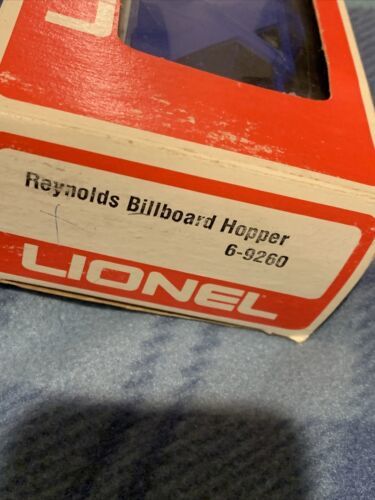 L
Reynolds Billboard Hopper
6-9260
LIONEL